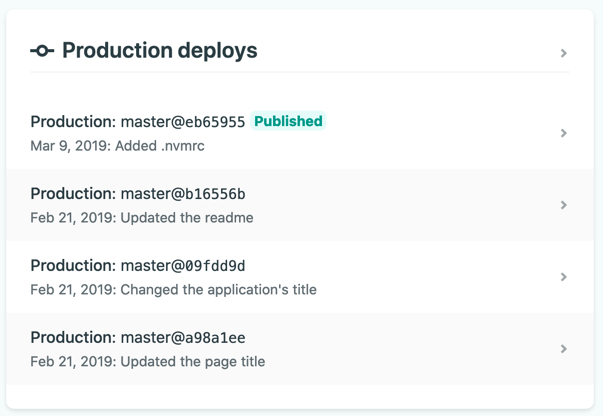 Production deploys
Production: master@eb65955 Published
Mar 9, 2019: Added .nvmrc
Production: master@b16556b
Feb 21, 2019: Updated the readme
Production: master@09fdd9d
Feb 21, 2019: Changed the application's title
Production: master@a98a1ee
Feb 21, 2019: Updated the page title